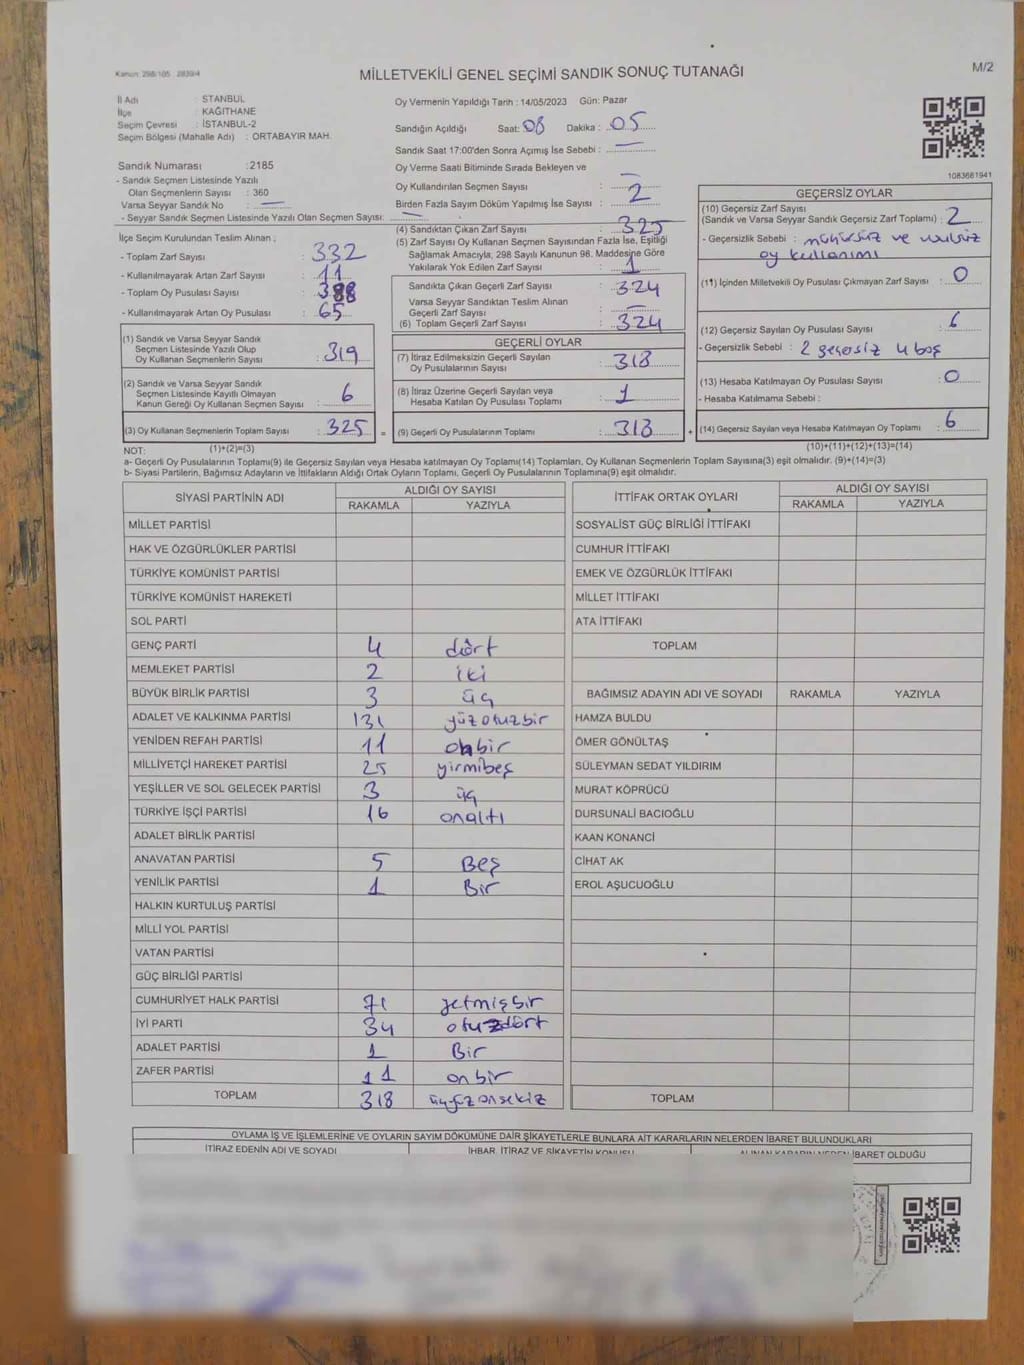 Kanun: 298/105 2839/4
MİLLETVEKİLİ GENEL SEÇİMİ SANDIK SONUÇ TUTANAĞI
M/2
İl Adı : STANBUL
İlçe : KAĞITHANE
Seçim Çevresi : İSTANBUL-2
Seçim Bölgesi (Mahalle Adı) : ORTABAYIR MAH.
Oy Vermenin Yapıldığı Tarih : 14/05/2023 Gün: Pazar
Sandığın Açıldığı Saat: 08 Dakika : 05
Sandık Saat 17:00'den Sonra Açımış İse Sebebi : —
Oy Verme Saati Bitiminde Sırada Bekleyen ve
Oy Kullandırılan Seçmen Sayısı : —
Birden Fazla Sayım Döküm Yapılmış İse Sayısı : 2
1083661941
Sandık Numarası :2185
- Sandık Seçmen Listesinde Yazılı
Olan Seçmenlerin Sayısı : 360
Varsa Seyyar Sandık No : —
- Seyyar Sandık Seçmen Listesinde Yazılı Olan Seçmen Sayısı: —
İlçe Seçim Kurulundan Teslim Alınan ;
- Toplam Zarf Sayısı : 332
- Kullanılmayarak Artan Zarf Sayısı : 11
- Toplam Oy Pusulası Sayısı : 388
- Kullanılmayarak Artan Oy Pusulası : 65
(1) Sandık ve Varsa Seyyar Sandık
Seçmen Listesinde Yazılı Olup
Oy Kullanan Seçmenlerin Sayısı : 319
(2) Sandık ve Varsa Seyyar Sandık
Seçmen Listesinde Kayıtlı Olmayan
Kanun Gereği Oy Kullanan Seçmen Sayısı : 6
(3) Oy Kullanan Seçmenlerin Toplam Sayısı : 325 =
(4) Sandıktan Çıkan Zarf Sayısı : 325
(5) Zarf Sayısı Oy Kullanan Seçmen Sayısından Fazla İse, Eşitliği
Sağlamak Amacıyla, 298 Sayılı Kanunun 98. Maddesine Göre
Yakılarak Yok Edilen Zarf Sayısı : 1
Sandıkta Çıkan Geçerli Zarf Sayısı : 324
Varsa Seyyar Sandıktan Teslim Alınan
Geçerli Zarf Sayısı : —
(6) Toplam Geçerli Zarf Sayısı : 324
GEÇERLİ OYLAR
(7) İtiraz Edilmeksizin Geçerli Sayılan
Oy Pusulalarının Sayısı : 318
(8) İtiraz Üzerine Geçerli Sayılan veya
Hesaba Katılan Oy Pusulası Toplamı : 1
(9) Geçerli Oy Pusulalarının Toplamı : 318 +
GEÇERSİZ OYLAR
(10) Geçersiz Zarf Sayısı
(Sandık ve Varsa Seyyar Sandık Geçersiz Zarf Toplamı) : 2
- Geçersizlik Sebebi : mühürsüz ve
oy kullanımı
(11) İçinden Milletvekili Oy Pusulası Çıkmayan Zarf Sayısı : 0
(12) Geçersiz Sayılan Oy Pusulası Sayısı : 6
- Geçersizlik Sebebi : 2 geçersiz 4 boş
(13) Hesaba Katılmayan Oy Pusulası Sayısı : 0
- Hesaba Katılmama Sebebi :
(14) Geçersiz Sayılan veya Hesaba Katılmayan Oy Toplamı : 6
NOT: (1)+(2)=(3)
(10)+(11)+(12)+(13)=(14)
a- Geçerli Oy Pusulalarının Toplamı(9) ile Geçersiz Sayılan veya Hesaba katılmayan Oy Toplamı(14) Toplamları, Oy Kullanan Seçmenlerin Toplam Sayısına(3) eşit olmalıdır. (9)+(14)=(3)
b- Siyasi Partilerin, Bağımsız Adayların ve İttifakların Aldığı Ortak Oyların Toplamı, Geçerli Oy Pusulalarının Toplamına(9) eşit olmalıdır.
SİYASİ PARTİNİN ADI ALDIĞI OY SAYISI
RAKAMLA YAZIYLA
MİLLET PARTİSİ
HAK VE ÖZGÜRLÜKLER PARTİSİ
TÜRKİYE KOMÜNİST PARTİSİ
TÜRKİYE KOMÜNİST HAREKETİ
SOL PARTİ
GENÇ PARTİ 4 dört
MEMLEKET PARTİSİ 2 iki
BÜYÜK BİRLİK PARTİSİ 3 üç
ADALET VE KALKINMA PARTİSİ 131 yüzotuzbir
YENİDEN REFAH PARTİSİ 11 onbir
MİLLİYETÇİ HAREKET PARTİSİ 25 yirmibeş
YEŞİLLER VE SOL GELECEK PARTİSİ 3 üç
TÜRKİYE İŞÇİ PARTİSİ 16 onaltı
ADALET BİRLİK PARTİSİ
ANAVATAN PARTİSİ 5 Beş
YENİLİK PARTİSİ 1 Bir
HALKIN KURTULUŞ PARTİSİ
MİLLİ YOL PARTİSİ
VATAN PARTİSİ
GÜÇ BİRLİĞİ PARTİSİ
CUMHURİYET HALK PARTİSİ 71 yetmişbir
İYİ PARTİ 34 otuzdört
ADALET PARTİSİ 1 Bir
ZAFER PARTİSİ 11 onbir
TOPLAM 318 üçyüzonsekiz
İTTİFAK ORTAK OYLARI ALDIĞI OY SAYISI
RAKAMLA YAZIYLA
SOSYALİST GÜÇ BİRLİĞİ İTTİFAKI
CUMHUR İTTİFAKI
EMEK VE ÖZGÜRLÜK İTTİFAKI
MİLLET İTTİFAKI
ATA İTTİFAKI
TOPLAM
BAĞIMSIZ ADAYIN ADI VE SOYADI RAKAMLA YAZIYLA
HAMZA BULDU
ÖMER GÖNÜLTAŞ
SÜLEYMAN SEDAT YILDIRIM
MURAT KÖPRÜCÜ
DURSUNALİ BACIOĞLU
KAAN KONANCİ
CİHAT AK
EROL AŞUCUOĞLU
TOPLAM
OYLAMA İŞ VE İŞLEMLERİNE VE OYLARIN SAYIM DÖKÜMÜNE DAİR ŞİKAYETLERLE BUNLARA AİT KARARLARIN NELERDEN İBARET BULUNDUKLARI
İTİRAZ EDENİN ADI VE SOYADI İHBAR, İTİRAZ VE ŞİKAYETİN KONUSU ALINAN KARARIN NEDEN İBARET OLDUĞU